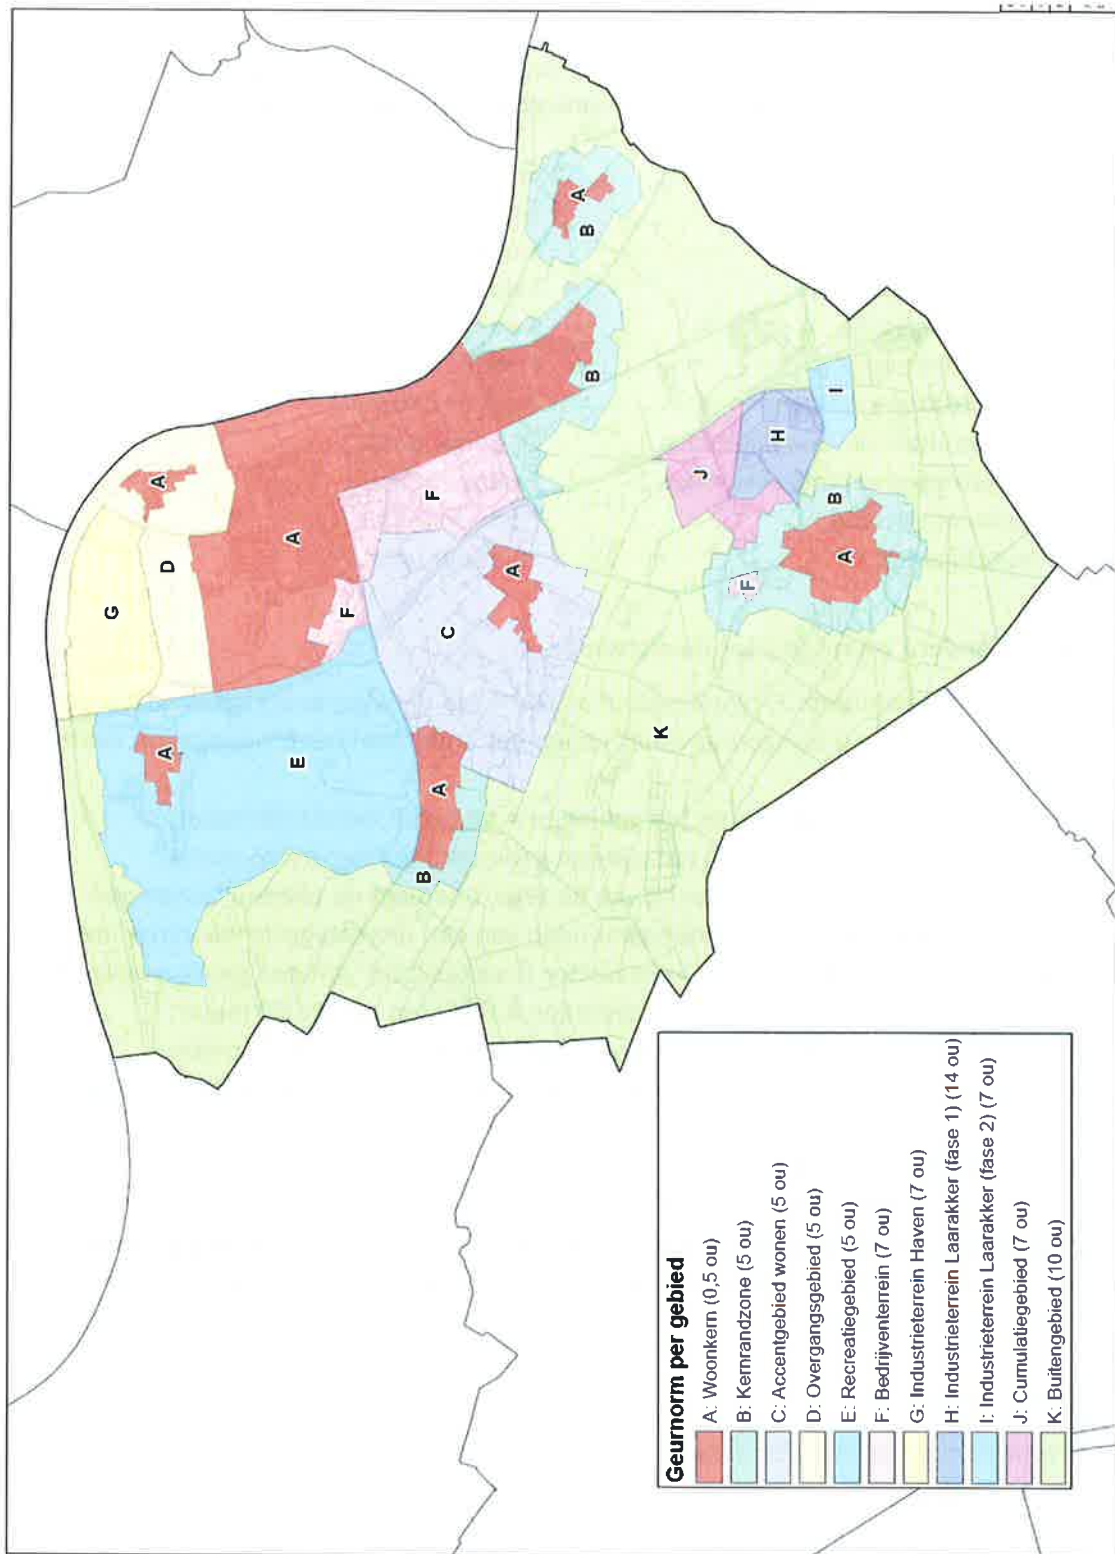 G
A
A
D
A
E
F
B
F
A
C
A
A
B
B
K
J
F
H
B
I
A
Geurnorm per gebied
A: Woonkern (0,5 ou)
B: Kernrandzone (5 ou)
C: Accentgebied wonen (5 ou)
D: Overgangsgebied (5 ou)
E: Recreatiegebied (5 ou)
F: Bedrijventerrein (7 ou)
G: Industrieterrein Haven (7 ou)
H: Industrieterrein Laarakker (fase 1) (14 ou)
I: Industrieterrein Laarakker (fase 2) (7 ou)
J: Cumulatiegebied (7 ou)
K: Buitengebied (10 ou)